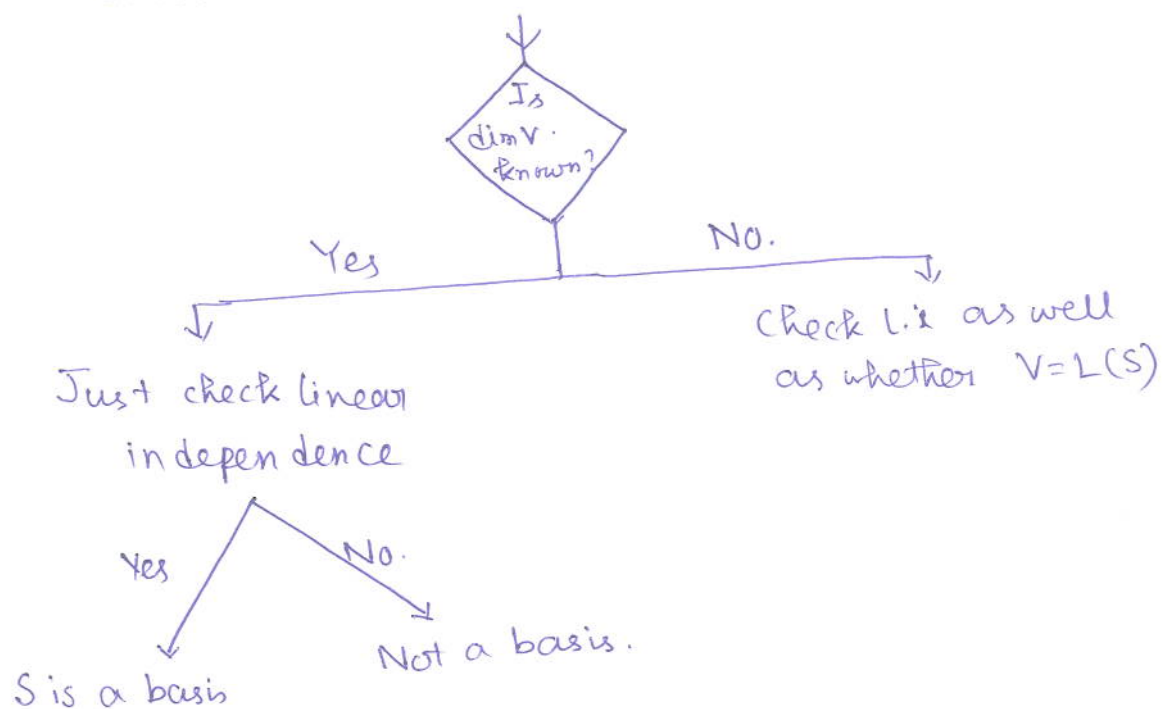 Is
dim V.
known?
Yes
No.
Just check linear
independence
Check l.i as well
as whether V=L(S)
Yes
No.
S is a basis
Not a basis.